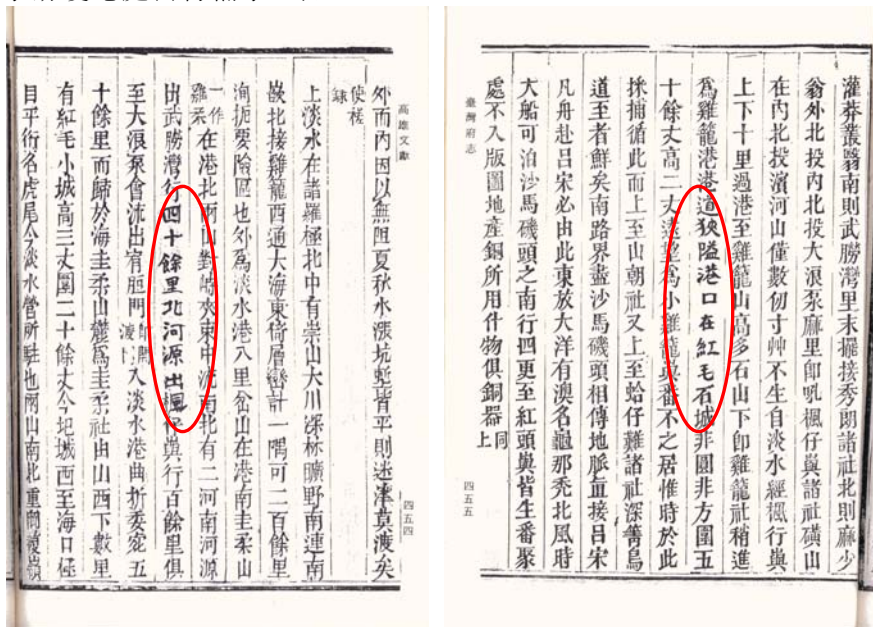 高雄文獻
外而內因以無阻夏秋水漲坑塹皆平則迷津莫渡矣
使槎
錄
上淡水在諸羅極北中有崇山大川深林曠野南連南
嵌北接雞籠西通大海東倚層巒計一隅可二百餘里
洵扼要險區也外為淡水港八里坌山在港南圭柔山
一作雞柔在港北兩山對峙夾束中流南北有二河南河源
出武勝灣行四十餘里北河源出楓仔嶼行百餘里俱
至大浪泵會流出肩脰門入淡水港曲折委宛五
十餘里而歸於海圭柔山麓為圭柔社由山西下數里
有紅毛小城高三丈圍二十餘丈今圮城西至海口極
目平衍名虎尾今淡水營所駐也兩山南北重關複嶺
四五四
灌莽叢翳南則武勝灣里末擺接秀朗諸社北則麻少
翁外北投內北投大浪泵麻里即吼楓仔嶼諸社磺山
在內北投濱河山僅數仞寸艸不生自淡水經楓行嶼
上下十里過港至雞籠山高多石山下即雞籠社稍進
為雞籠港港道狹隘港口在紅毛石城非圓非方圍五
十餘丈高二丈遠望為小雞籠嶼番不之居惟時於此
採捕循此而上至山朝社又上至蛤仔難諸社深箐鳥
道至者鮮矣南路界盡沙馬磯頭相傳地脈直接呂宋
凡舟赴呂宋必由此東放大洋有澳名龜那禿北風時
大船可泊沙馬磯頭之南行四更至紅頭嶼皆生番聚
處不入版圖地產銅所用什物俱銅器同上
臺灣府志
四五五